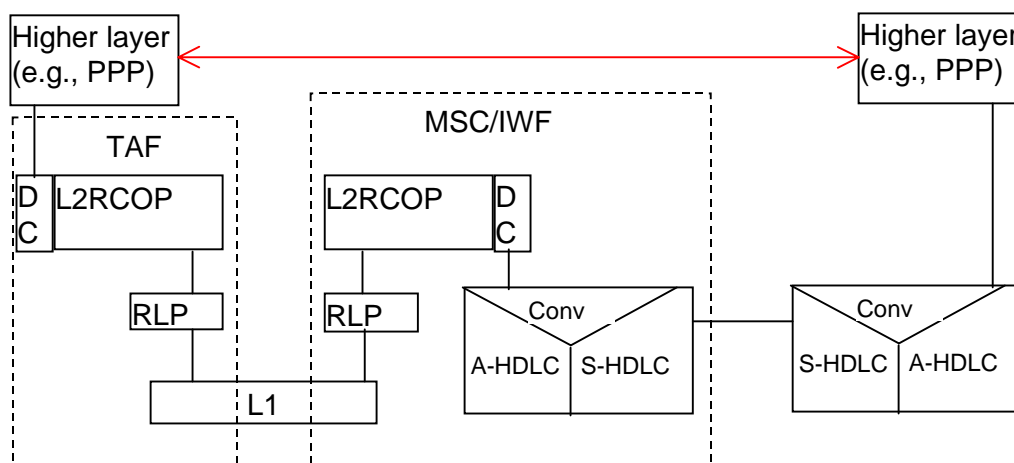 Higher layer
(e.g., PPP)
Higher layer
(e.g., PPP)
TAF
MSC/IWF
D
C
L2RCOP
L2RCOP
D
C
RLP
RLP
Conv
A-HDLC
S-HDLC
Conv
S-HDLC
A-HDLC
L1